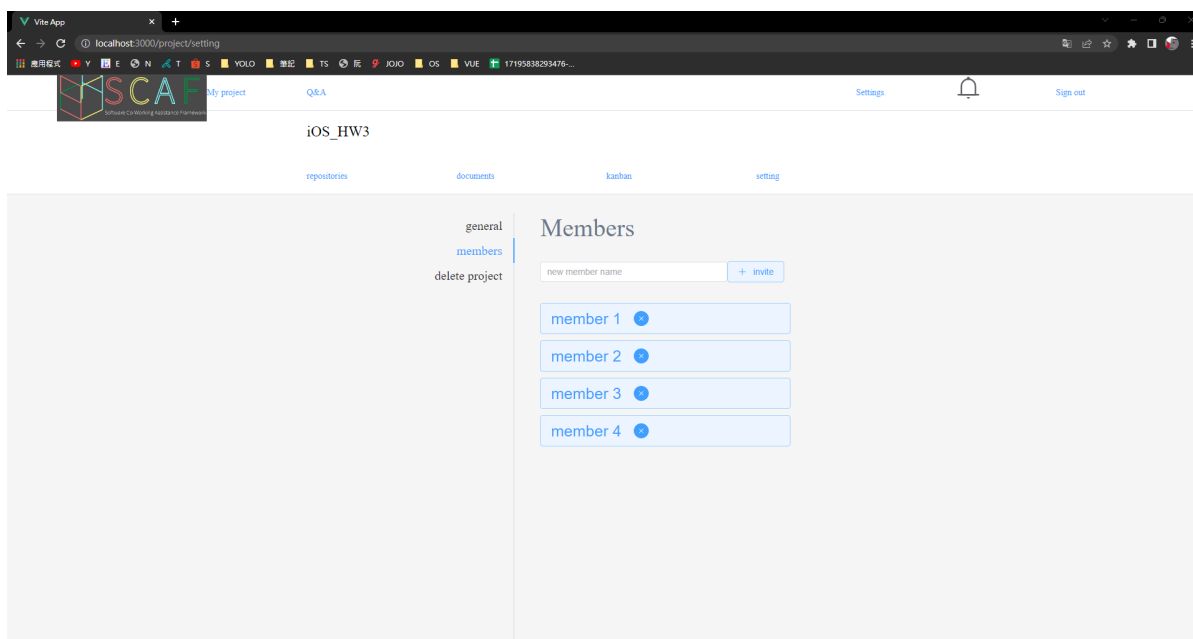 Vite App
localhost:3000/project/setting
應用程式 Y E N T S YOLO 筆記 TS 阮 JOJO OS VUE 17195838293476-...
SCAF My project Q&A Settings Sign out
Software Co-Working Assistance Framework
iOS_HW3
repositories documents kanban setting
general
members
delete project
Members
new member name + invite
member 1
member 2
member 3
member 4